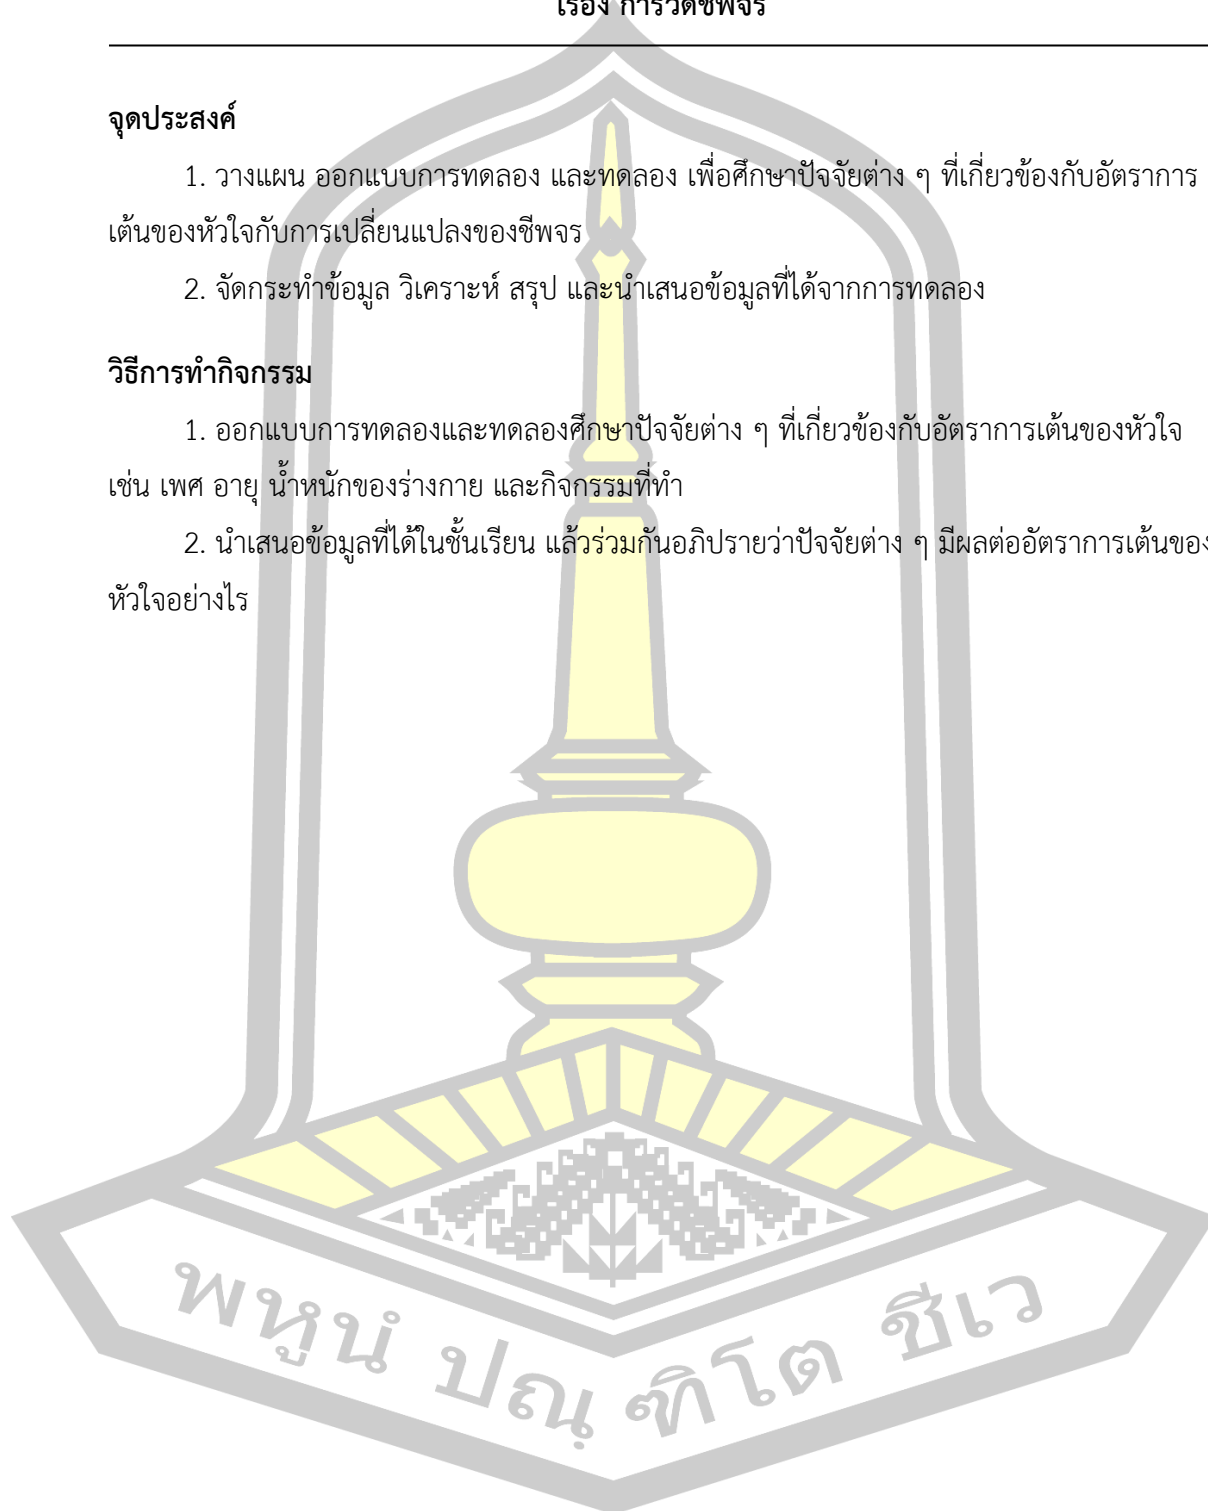 เรื่อง การวัดชีพจร
จุดประสงค์
1. วางแผน ออกแบบการทดลอง และทดลอง เพื่อศึกษาปัจจัยต่าง ๆ ที่เกี่ยวข้องกับอัตราการ
เต้นของหัวใจกับการเปลี่ยนแปลงของชีพจร
2. จัดกระทำข้อมูล วิเคราะห์ สรุป และนำเสนอข้อมูลที่ได้จากการทดลอง
วิธีการทำกิจกรรม
1. ออกแบบการทดลองและทดลองศึกษาปัจจัยต่าง ๆ ที่เกี่ยวข้องกับอัตราการเต้นของหัวใจ
เช่น เพศ อายุ น้ำหนักของร่างกาย และกิจกรรมที่ทำ
2. นำเสนอข้อมูลที่ได้ในชั้นเรียน แล้วร่วมกันอภิปรายว่าปัจจัยต่าง ๆ มีผลต่ออัตราการเต้นของ
หัวใจอย่างไร
พหูนํ ปณฺฑิโต ชีเว